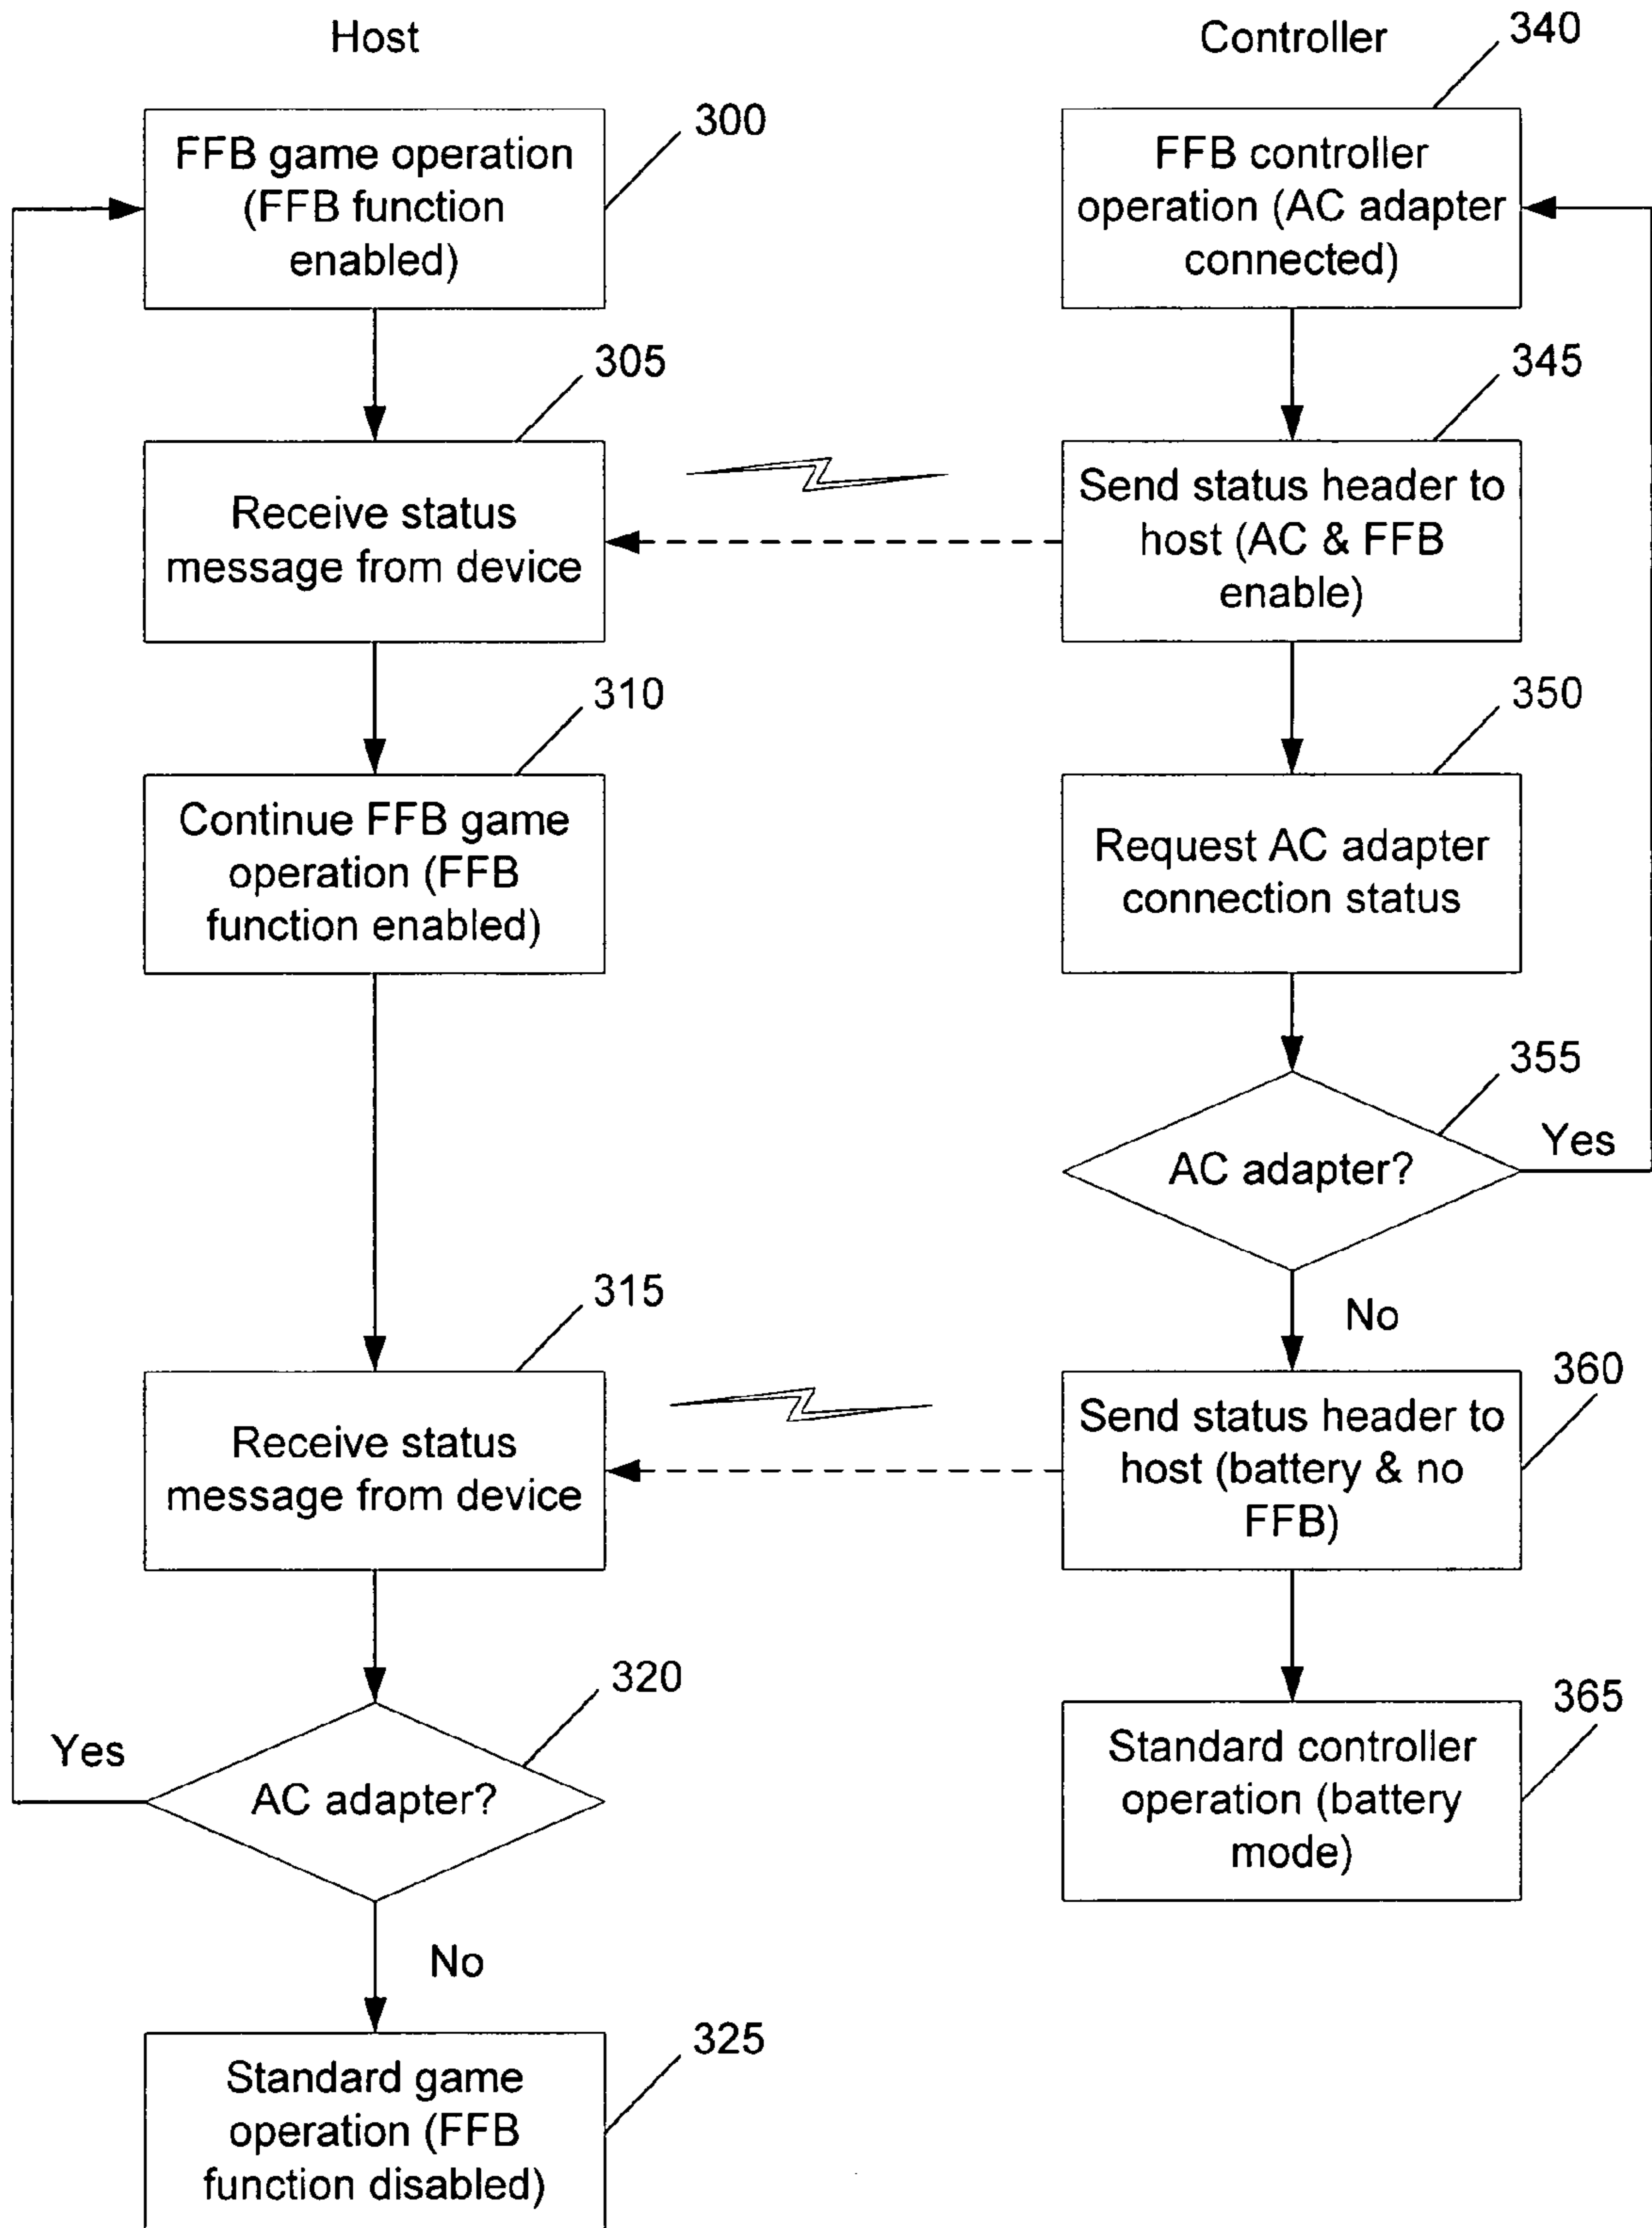 Host
Controller
340
300
FFB game operation
(FFB function
enabled)
FFB controller
operation (AC adapter
connected)
305
345
Receive status
message from device
Send status header to
host (AC & FFB
enable)
310
350
Continue FFB game
operation (FFB
function enabled)
Request AC adapter
connection status
355
AC adapter?
Yes
No
315
360
Receive status
message from device
Send status header to
host (battery & no
FFB)
320
365
Yes
AC adapter?
Standard controller
operation (battery
mode)
No
325
Standard game
operation (FFB
function disabled)